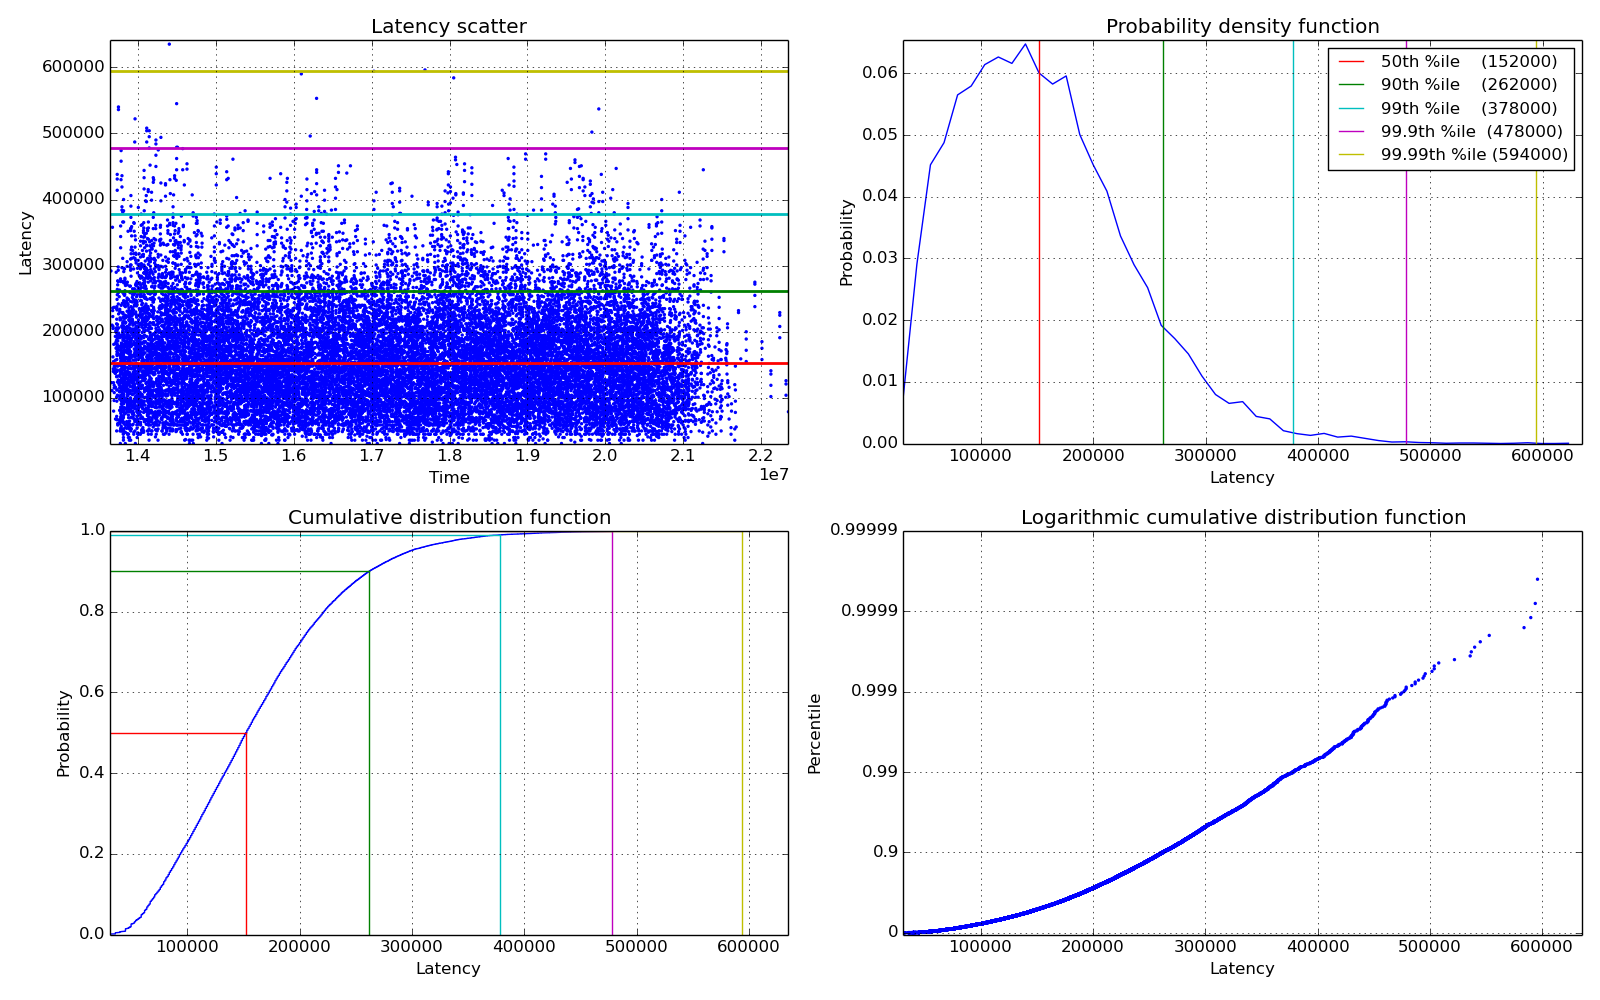 Latency scatter
600000
500000
400000
300000
200000
100000
Latency
1.4 1.5 1.6 1.7 1.8 1.9 2.0 2.1 2.2
1e7
Time
Probability density function
50th %ile (152000)
90th %ile (262000)
99th %ile (378000)
99.9th %ile (478000)
99.99th %ile (594000)
0.06
0.05
0.04
0.03
0.02
0.01
0.00
Probability
100000 200000 300000 400000 500000 600000
Latency
Cumulative distribution function
1.0
0.8
0.6
0.4
0.2
0.0
Probability
100000 200000 300000 400000 500000 600000
Latency
Logarithmic cumulative distribution function
0.99999
0.9999
0.999
0.99
0.9
0
Percentile
100000 200000 300000 400000 500000 600000
Latency